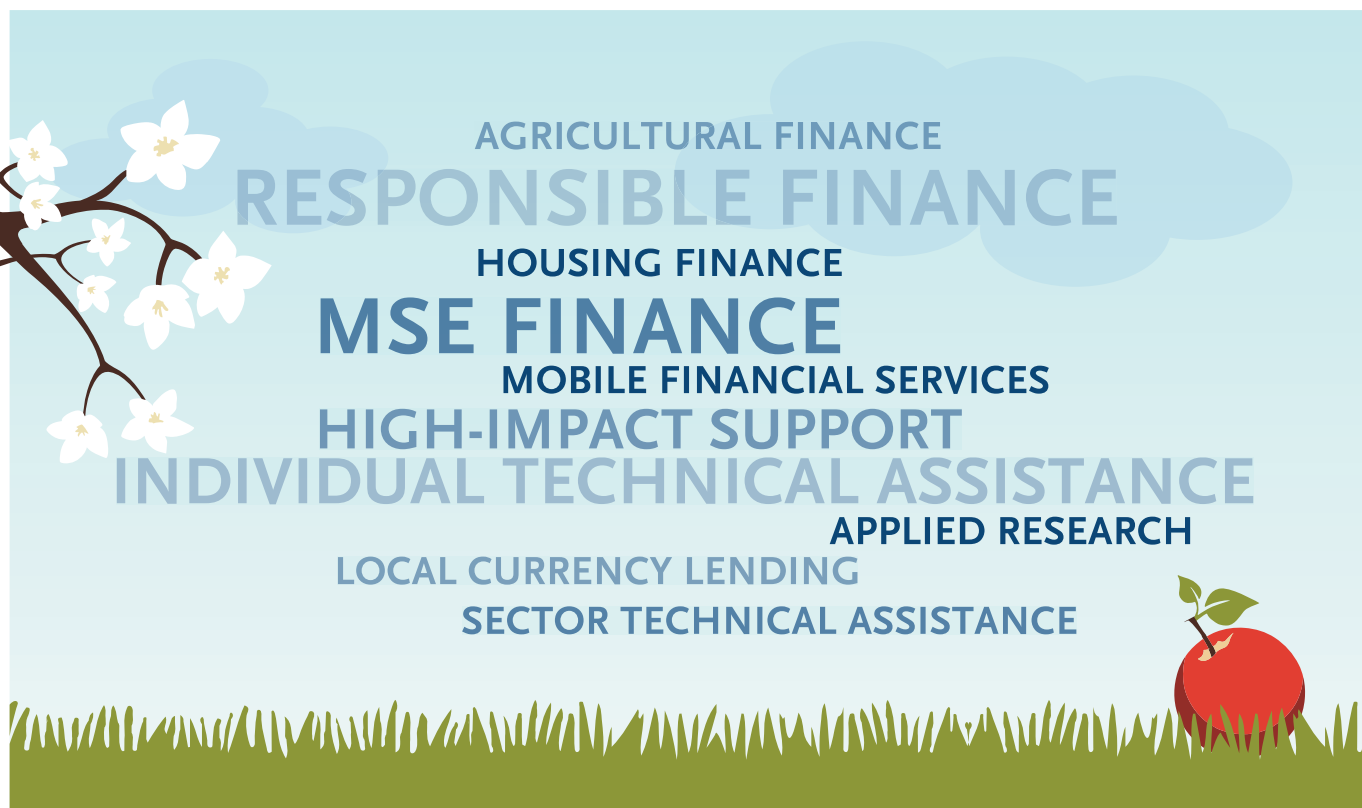 AGRICULTURAL FINANCE
RESPONSIBLE FINANCE
HOUSING FINANCE
MSE FINANCE
MOBILE FINANCIAL SERVICES
HIGH-IMPACT SUPPORT
INDIVIDUAL TECHNICAL ASSISTANCE
APPLIED RESEARCH
LOCAL CURRENCY LENDING
SECTOR TECHNICAL ASSISTANCE